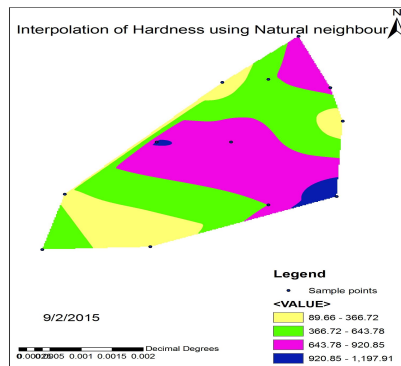 N
Interpolation of Hardness using Natural neighbour
Legend
Sample points
<VALUE>
89.66 - 366.72
366.72 - 643.78
643.78 - 920.85
920.85 - 1,197.91
9/2/2015
Decimal Degrees
0.001 0.0015 0.002